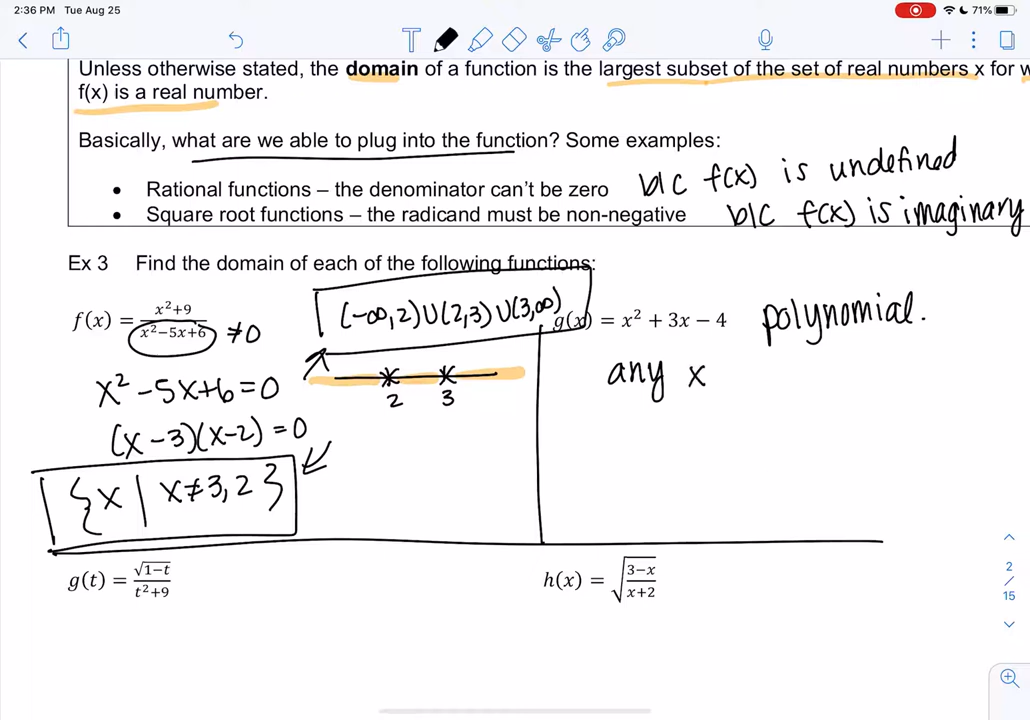 2:36 PM Tue Aug 25
71%
Unless otherwise stated, the domain of a function is the largest subset of the set of real numbers x for w
f(x) is a real number.
Basically, what are we able to plug into the function? Some examples:
• Rational functions – the denominator can't be zero b/c f(x) is undefined
• Square root functions – the radicand must be non-negative b/c f(x) is imaginary
Ex 3 Find the domain of each of the following functions:
(-∞,2)∪(2,3)∪(3,∞)
f(x) = x²+9 / x²−5x+6 ≠0
g(x) = x² + 3x − 4 polynomial.
x² -5x+6=0
2 3
any x
(x-3)(x-2)=0
{x | x≠3,2}
g(t) = √1−t / t²+9
h(x) = √3−x / x+2
2
/
15